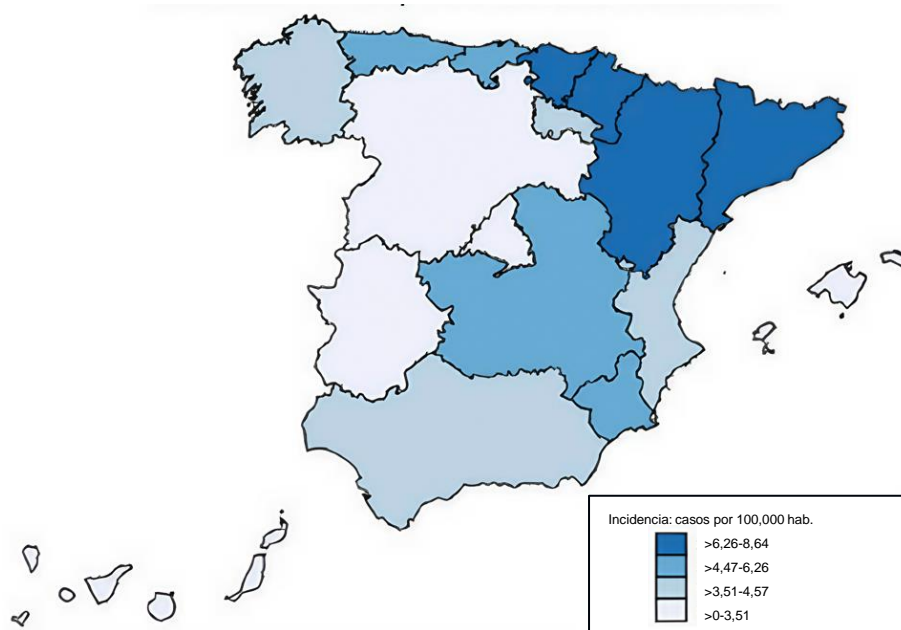 Incidencia: casos por 100,000 hab.
>6,26-8,64
>4,47-6,26
>3,51-4,57
>0-3,51